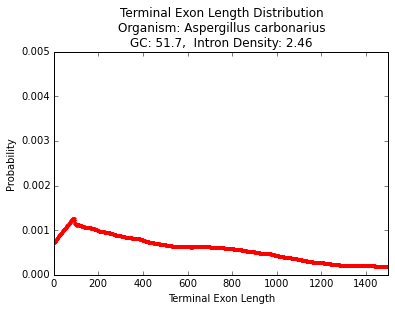 Terminal Exon Length Distribution
Organism: Aspergillus carbonarius
GC: 51.7,  Intron Density: 2.46
0.005
0.004
0.003
0.002
0.001
0.000
Probability
0 200 400 600 800 1000 1200 1400
Terminal Exon Length